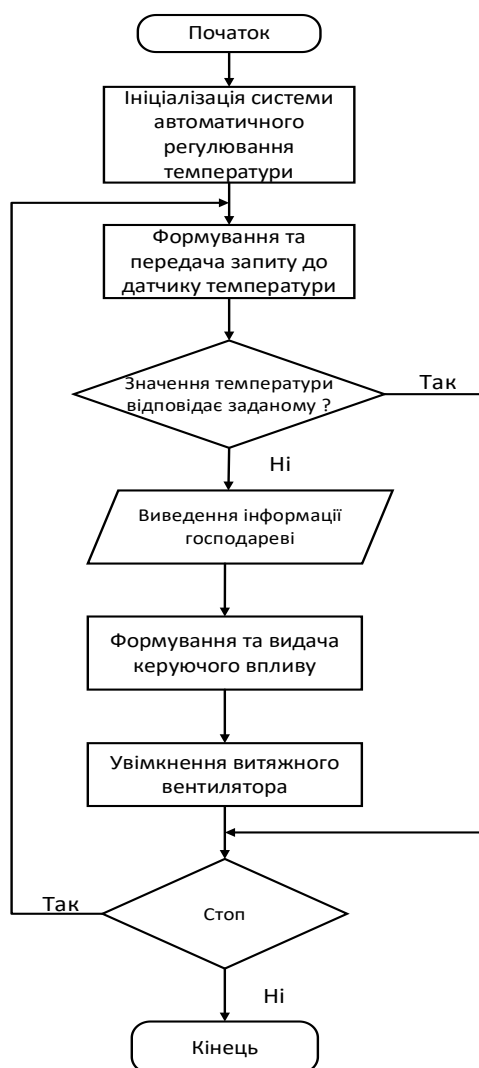 Початок
Ініціалізація системи
автоматичного
регулювання
температури
Формування та
передача запиту до
датчику температури
Значення температури
відповідає заданому ?
Так
Ні
Виведення інформації
господареві
Формування та видача
керуючого впливу
Увімкнення витяжного
вентилятора
Так
Стоп
Ні
Кінець